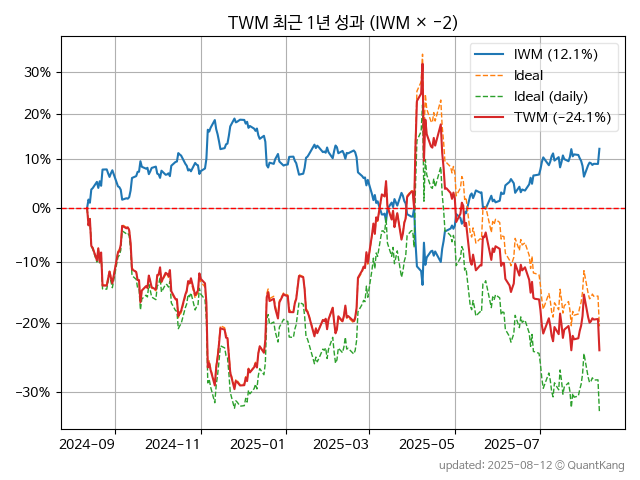 TWM 최근 1년 성과 (IWM × −2)
IWM (12.1%)
Ideal
Ideal (daily)
TWM (−24.1%)
30%
20%
10%
0%
−10%
−20%
−30%
2024−09
2024−11
2025−01
2025−03
2025−05
2025−07
updated: 2025-08-12 © QuantKang